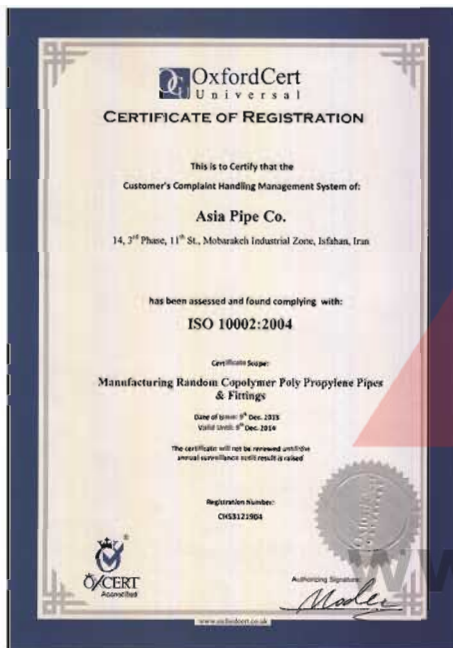 OxfordCert
Universal
CERTIFICATE OF REGISTRATION
This is to Certify that the
Customer's Complaint Handling Management System of:
Asia Pipe Co.
14, 3rd Phase, 11th St., Mobarakeh Industrial Zone, Isfahan, Iran
has been assessed and found complying with:
ISO 10002:2004
Certificate Scope:
Manufacturing Random Copolymer Poly Propylene Pipes
& Fittings
Date of Issue: 9th Dec. 2013
Valid Until: 8th Dec. 2014
The certificate will not be renewed until the
annual surveillance audit result is raised
Registration Number:
CHS3121904
OXCERT
Accredited
Authorizing Signature:
www.oxfordcert.co.uk